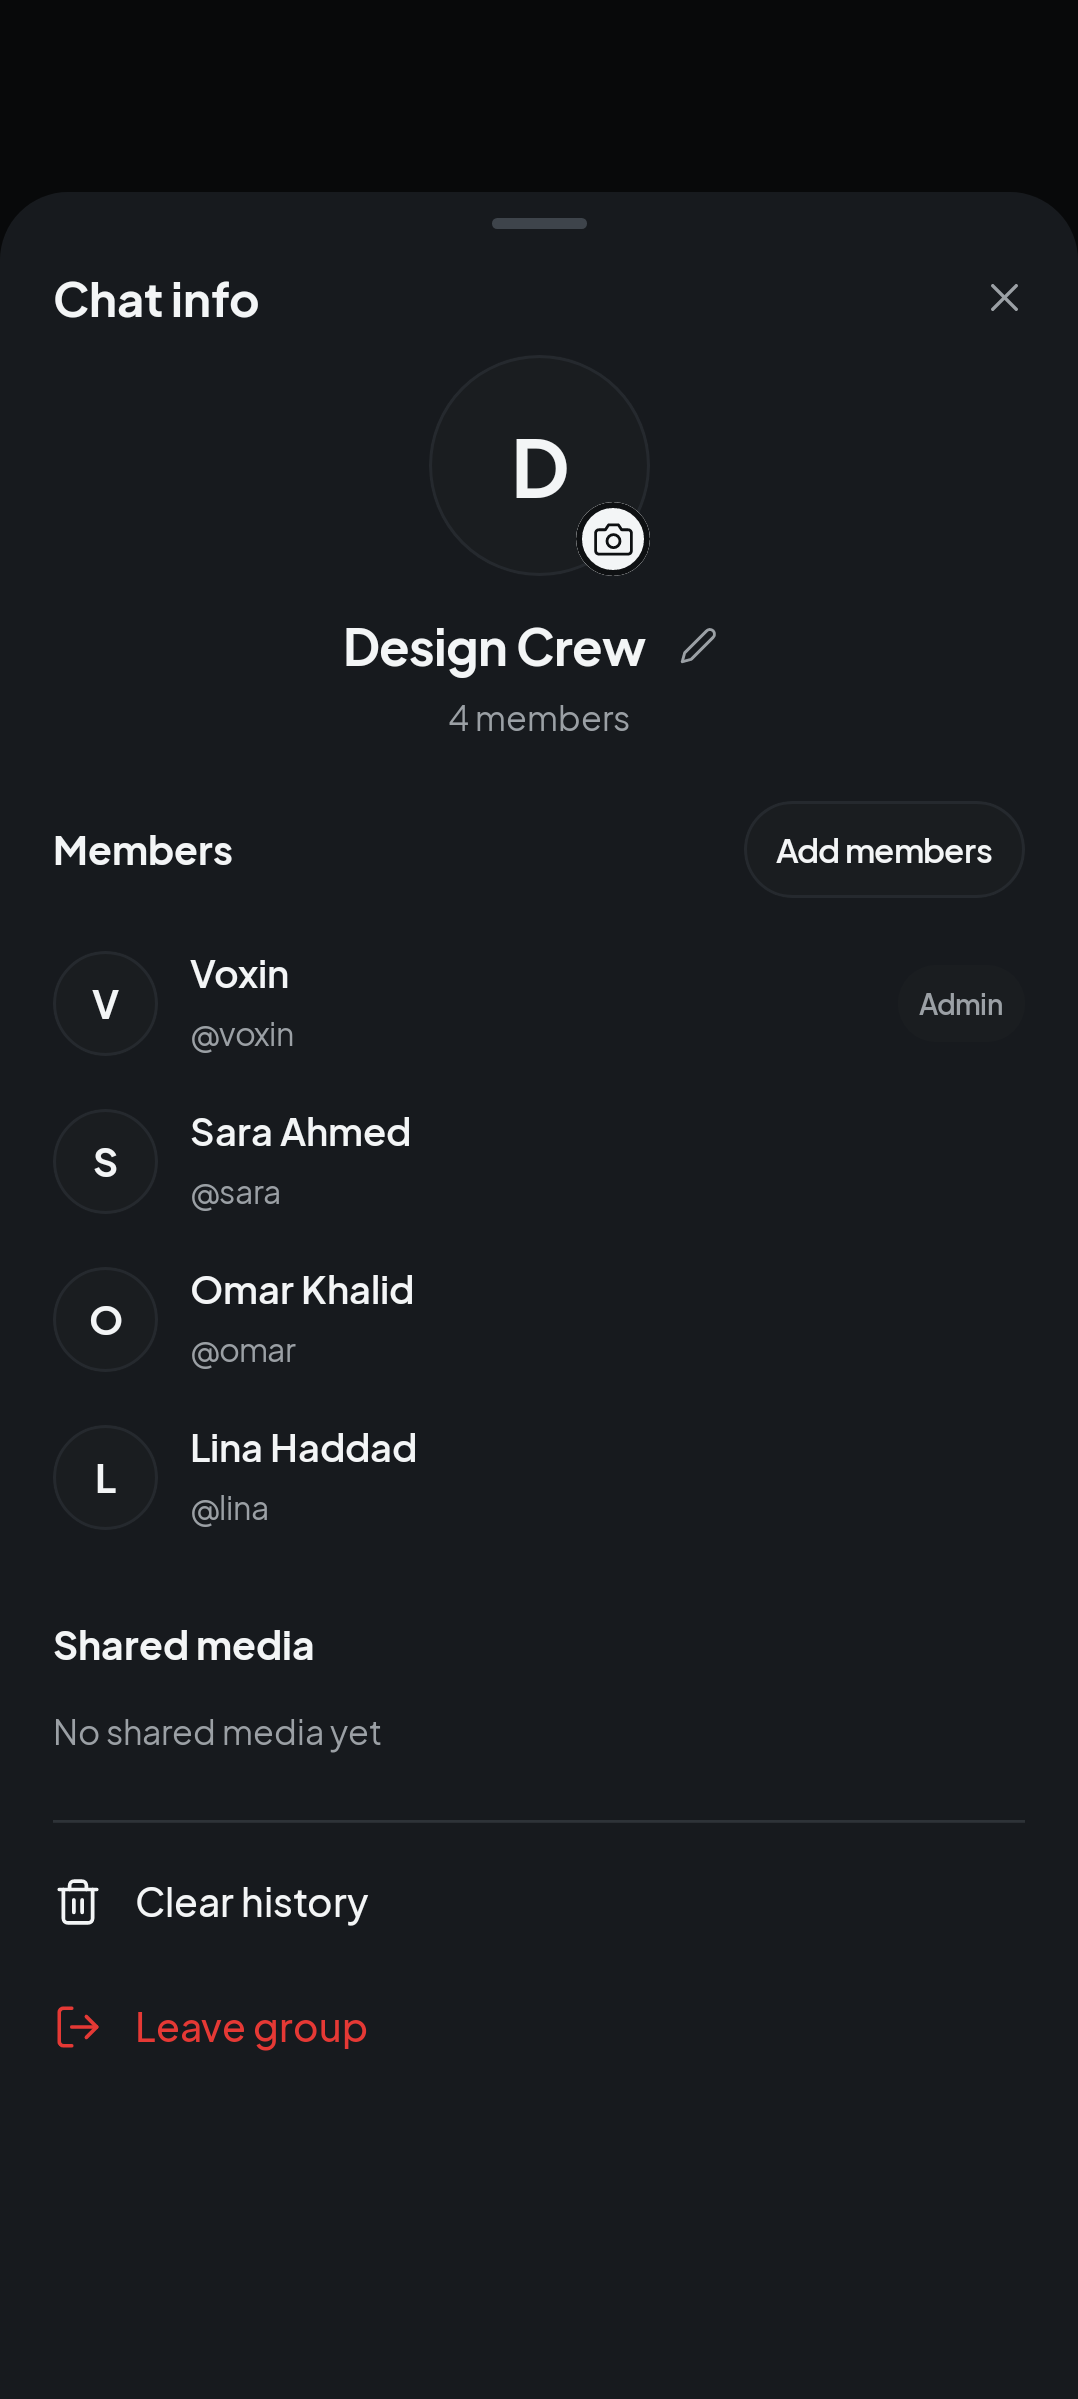 Chat info
D
Design Crew
4 members
Members
Add members
V
Voxin
@voxin
Admin
S
Sara Ahmed
@sara
O
Omar Khalid
@omar
L
Lina Haddad
@lina
Shared media
No shared media yet
Clear history
Leave group